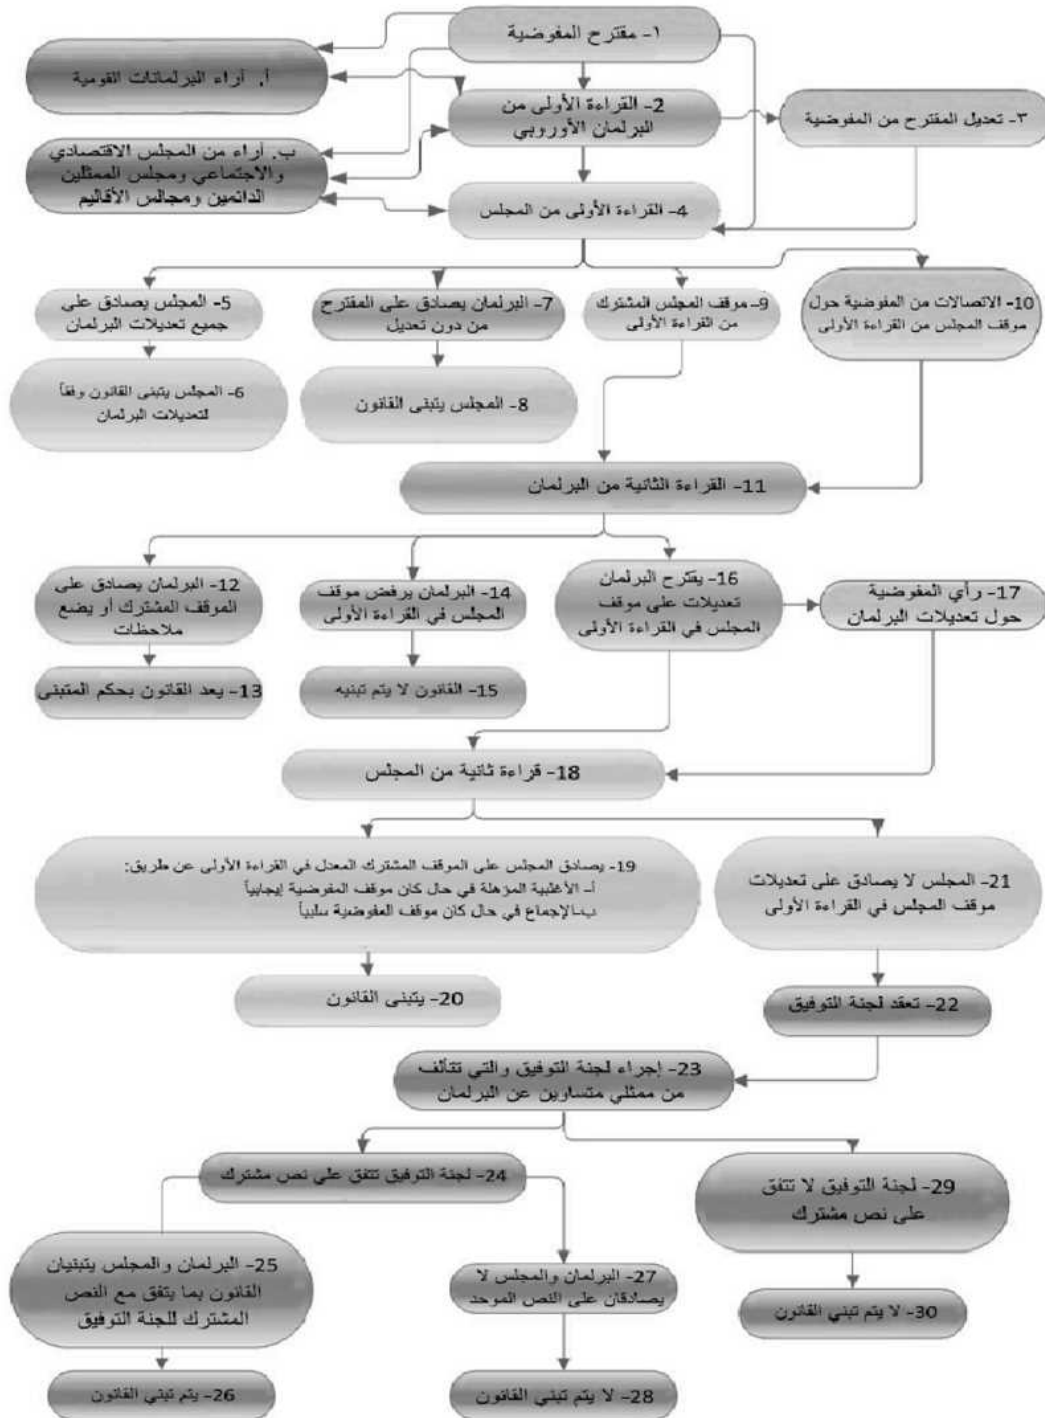 ١- مقترح المفوضية
أ. أراء البرلمانات القومية
2- القراءة الأولى من
البرلمان الأوروبي
٣- تعديل المقترح من المفوضية
ب. أراء من المجلس الاقتصادي
والاجتماعي ومجلس الممثلين
الدائمين ومجالس الأقاليم
4- القراءة الأولى من المجلس
5- المجلس يصادق على
جميع تعديلات البرلمان
7- البرلمان يصادق على المقترح
من دون تعديل
9- موقف المجلس المشترك
من القراءة الأولى
10- الاتصالات من المفوضية حول
موقف المجلس من القراءة الأولى
6- المجلس يتبنى القانون وفقاً
لتعديلات البرلمان
8- المجلس يتبنى القانون
11- القراءة الثانية من البرلمان
12- البرلمان يصادق على
الموقف المشترك أو يضع
ملاحظات
14- البرلمان يرفض موقف
المجلس في القراءة الأولى
16- يقترح البرلمان
تعديلات على موقف
المجلس في القراءة الأولى
17- رأي المفوضية
حول تعديلات البرلمان
13- يعد القانون بحكم المتبنى
15- القانون لا يتم تبنيه
18- قراءة ثانية من المجلس
19- يصادق المجلس على الموقف المشترك المعدل في القراءة الأولى عن طريق:
أ- الأغلبية المؤهلة في حال كان موقف المفوضية إيجابياً
ب-الإجماع في حال كان موقف المفوضية سلبياً
21- المجلس لا يصادق على تعديلات
موقف المجلس في القراءة الأولى
20- يتبنى القانون
22- تعقد لجنة التوفيق
23- إجراء لجنة التوفيق والتي تتألف
من ممثلي متساوين عن البرلمان
24- لجنة التوفيق تتفق على نص مشترك
29- لجنة التوفيق لا تتفق
على نص مشترك
25- البرلمان والمجلس يتبنيان
القانون بما يتفق مع النص
المشترك للجنة التوفيق
27- البرلمان والمجلس لا
يصادقان على النص الموحد
30- لا يتم تبني القانون
26- يتم تبني القانون
28- لا يتم تبني القانون